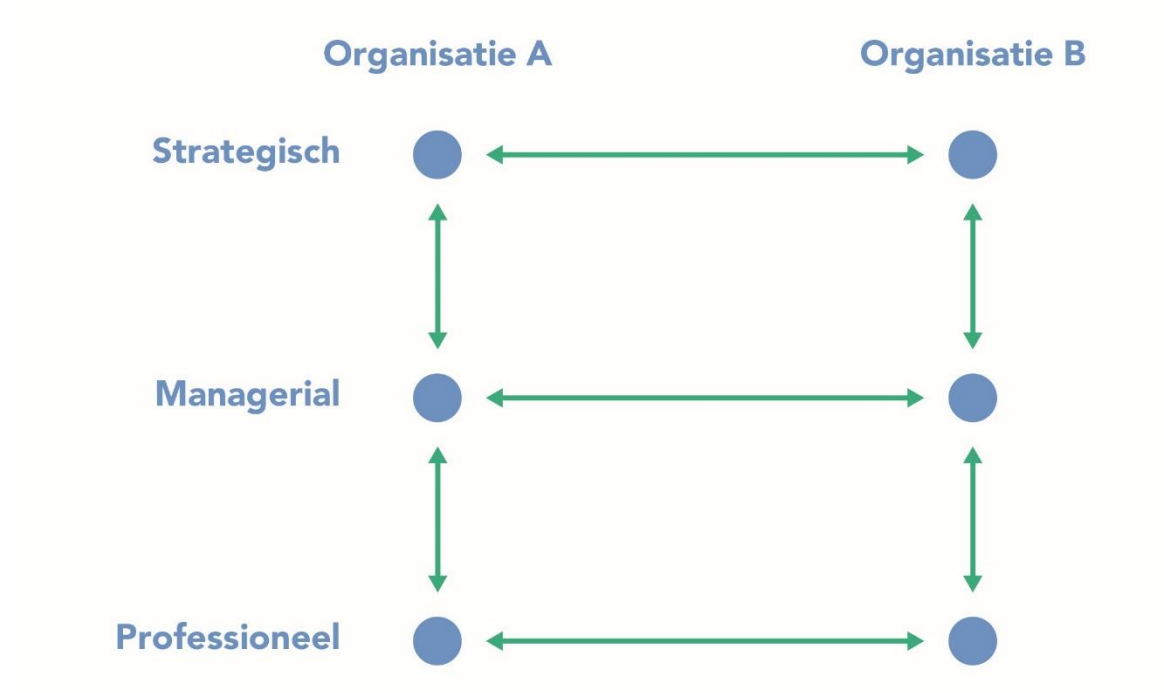 Organisatie A
Organisatie B
Strategisch
Managerial
Professioneel